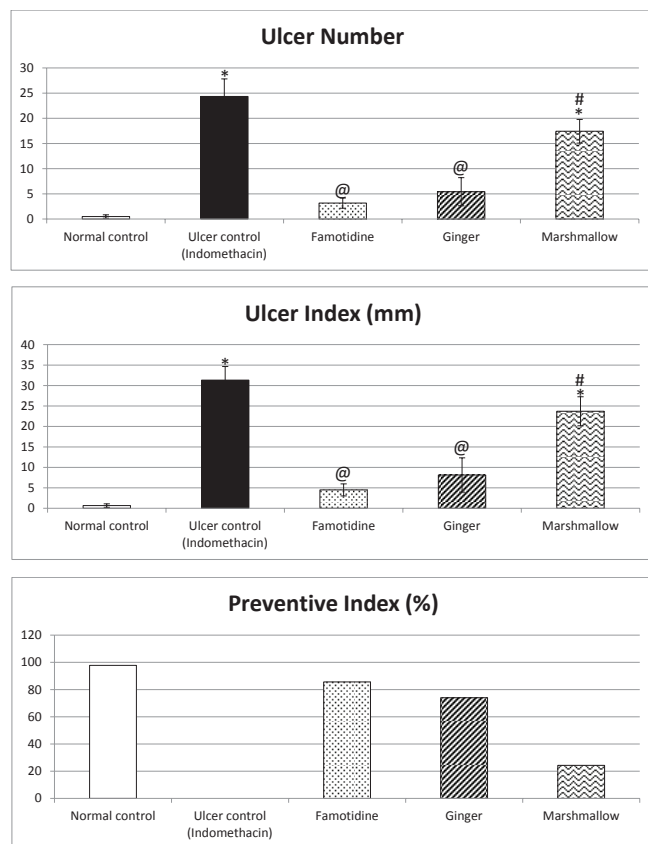 Ulcer Number
30
25
20
15
10
5
0
*
@
@
#
*
Normal control
Ulcer control
(Indomethacin)
Famotidine
Ginger
Marshmallow
Ulcer Index (mm)
40
35
30
25
20
15
10
5
0
*
@
@
#
*
Normal control
Ulcer control
(Indomethacin)
Famotidine
Ginger
Marshmallow
Preventive Index (%)
120
100
80
60
40
20
0
Normal control
Ulcer control
(Indomethacin)
Famotidine
Ginger
Marshmallow